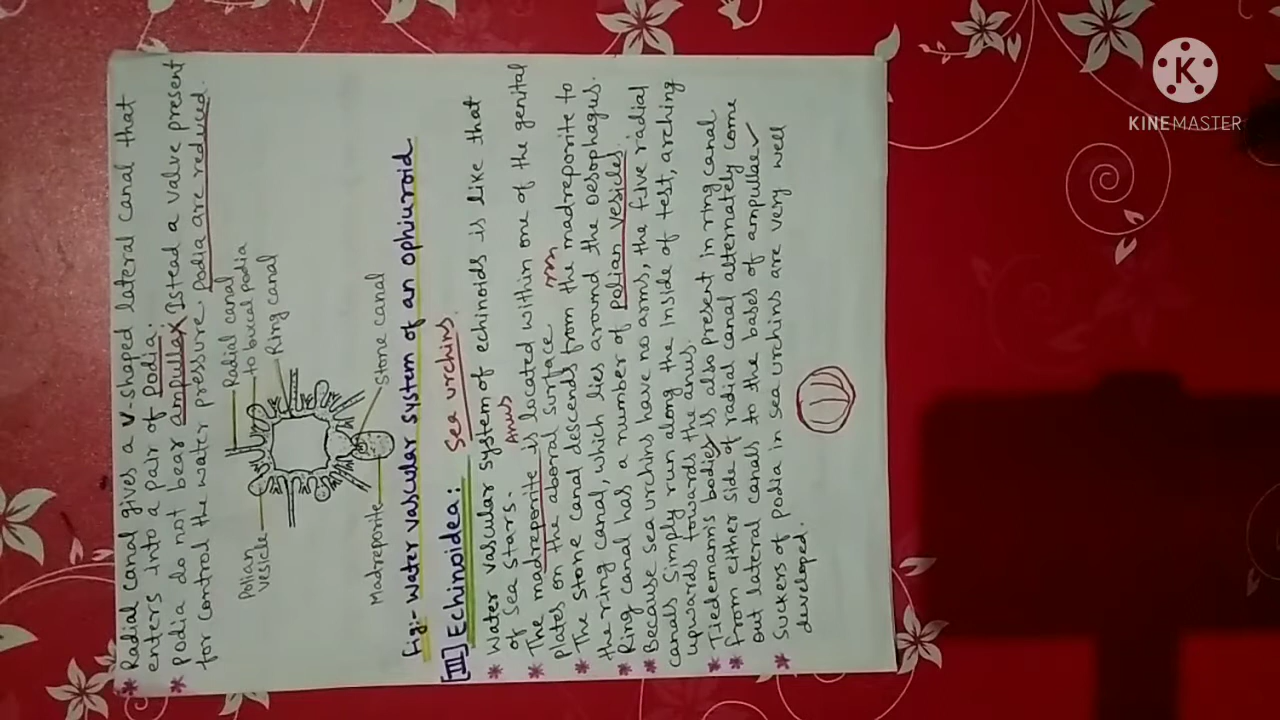 * Radial canal gives a V-shaped lateral canal that
enters into a pair of Podia.
* Podia do not bear ampullax Istead a valve present
for control the water pressure. podia are reduced.
Radial canal
to buccal podia
Ring canal
Polian
vesicle
Stone canal
Madreporite
fig:- Water vascular system of an ophiuroid
[III] Echinoidea: Sea urchins.
* Water vascular system of echinoids is like that
of sea stars. Anus
* The madreporite is located within one of the genital
plates on the aboral surface
* The stone canal descends from the madreporite to
the ring canal, which lies around the oesophagus.
* Ring canal has a number of polian vesicles.
* Because sea urchins have no arms, the five radial
canals simply run along the inside of test, arching
upwards towards the anus.
* Tiedemann's bodies is also present in ring canal.
* From either side of radial canal alternately come
out lateral canals to the bases of ampullae✓
* Suckers of podia in sea urchins are very well
developed.
KINEMASTER